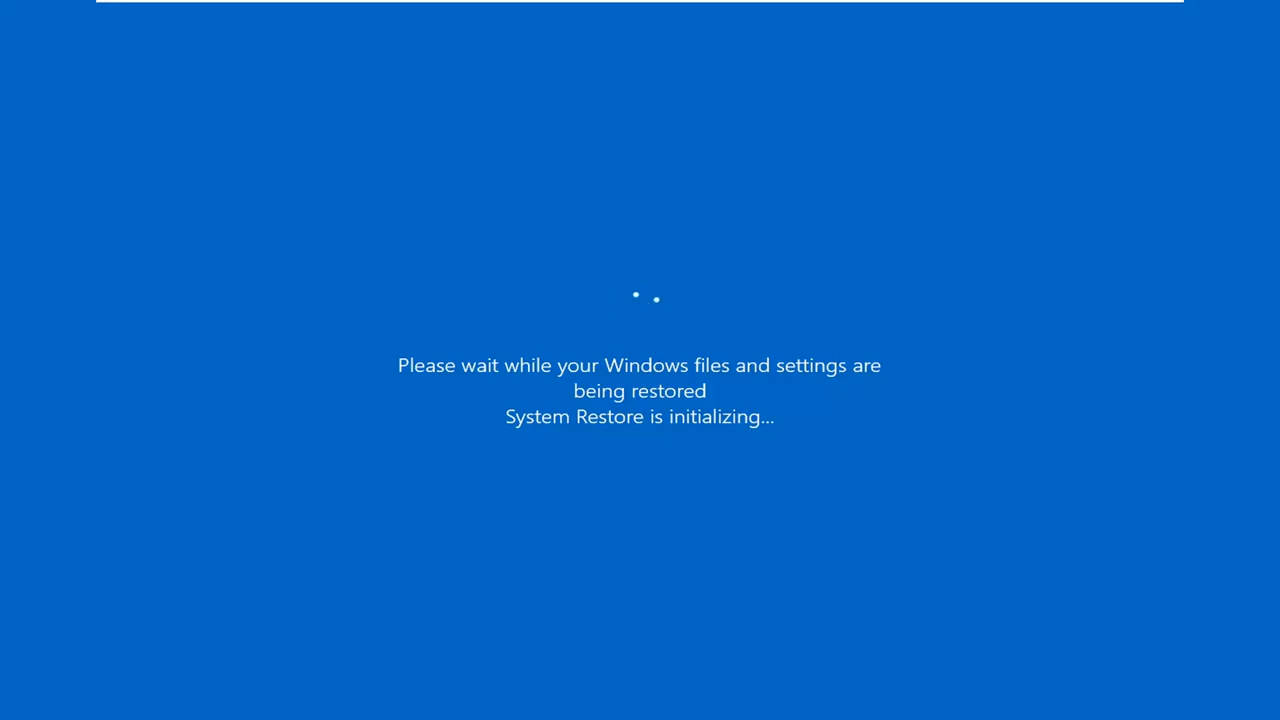 Please wait while your Windows files and settings are
being restored
System Restore is initializing...